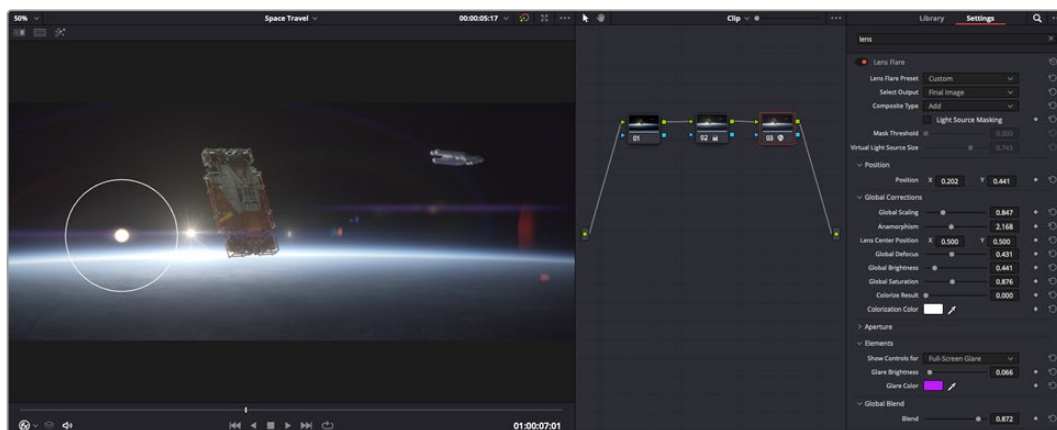 50%
Space Travel
00:00:05:17
Clip
Library
Settings
lens
Lens Flare
Lens Flare Preset
Custom
Select Output
Final Image
Composite Type
Add
Light Source Masking
Mask Threshold
0.000
Virtual Light Source Size
0.743
Position
Position
X
0.202
Y
0.441
Global Corrections
Global Scaling
0.847
Anamorphism
2.168
Lens Center Position
X
0.500
Y
0.500
Global Defocus
0.431
Global Brightness
0.441
Global Saturation
0.876
Colorize Result
0.000
Colorization Color
Aperture
Elements
Show Controls for
Full-Screen Glare
Glare Brightness
0.066
Glare Color
Global Blend
Blend
0.872
01
02
03
01:00:07:01